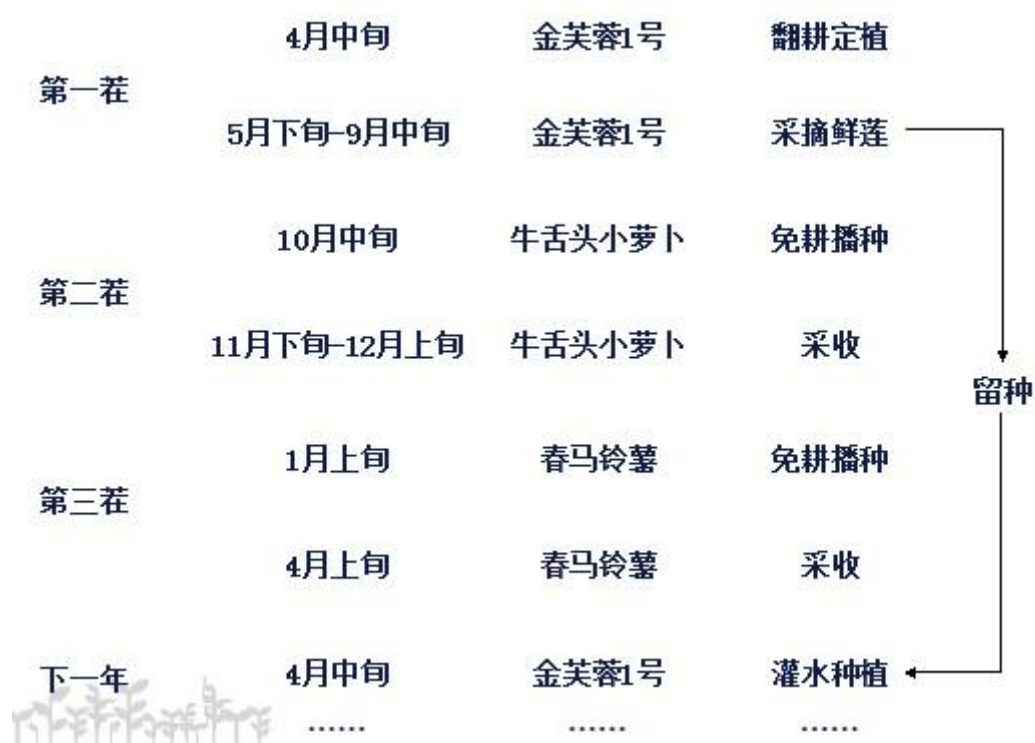 4月中旬 金芙蓉1号 翻耕定植
第一茬
5月下旬-9月中旬 金芙蓉1号 采摘鲜莲
10月中旬 牛舌头小萝卜 免耕播种
第二茬
11月下旬-12月上旬 牛舌头小萝卜 采收
留种
1月上旬 春马铃薯 免耕播种
第三茬
4月上旬 春马铃薯 采收
下一年 4月中旬 金芙蓉1号 灌水种植
...... ...... ......